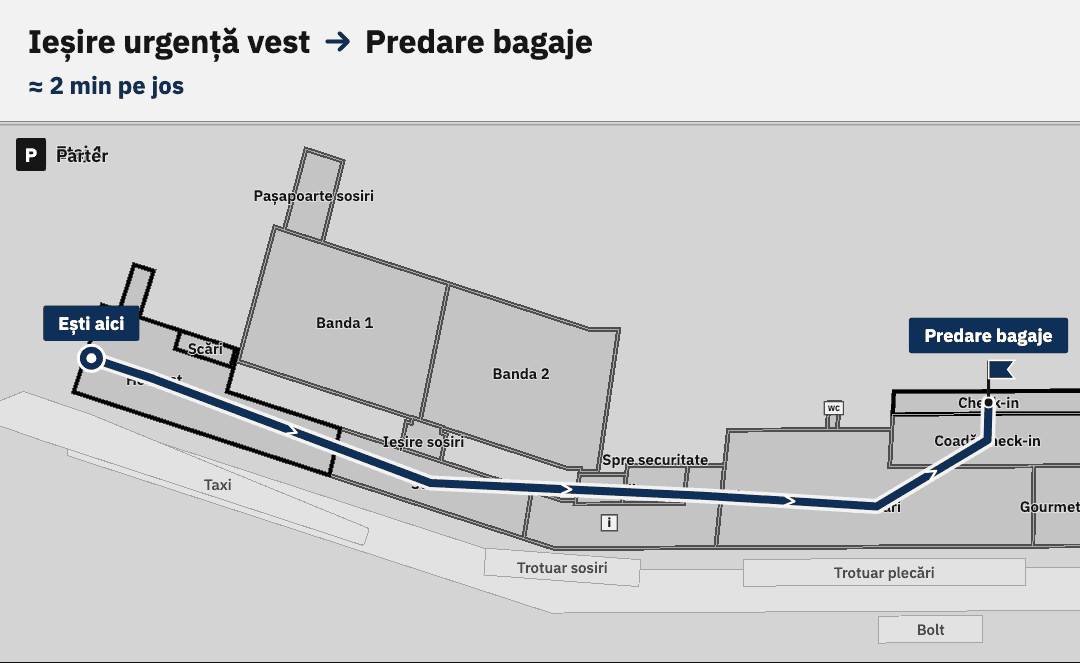 Ieșire urgență vest → Predare bagaje
≈ 2 min pe jos
P Parter
Pașapoarte sosiri
Banda 1
Ești aici
Predare bagaje
Scări
Banda 2
Check-in
WC
Ieșire sosiri
Coadă check-in
Spre securitate
Taxi
i
Gourmet
Trotuar sosiri
Trotuar plecări
Bolt